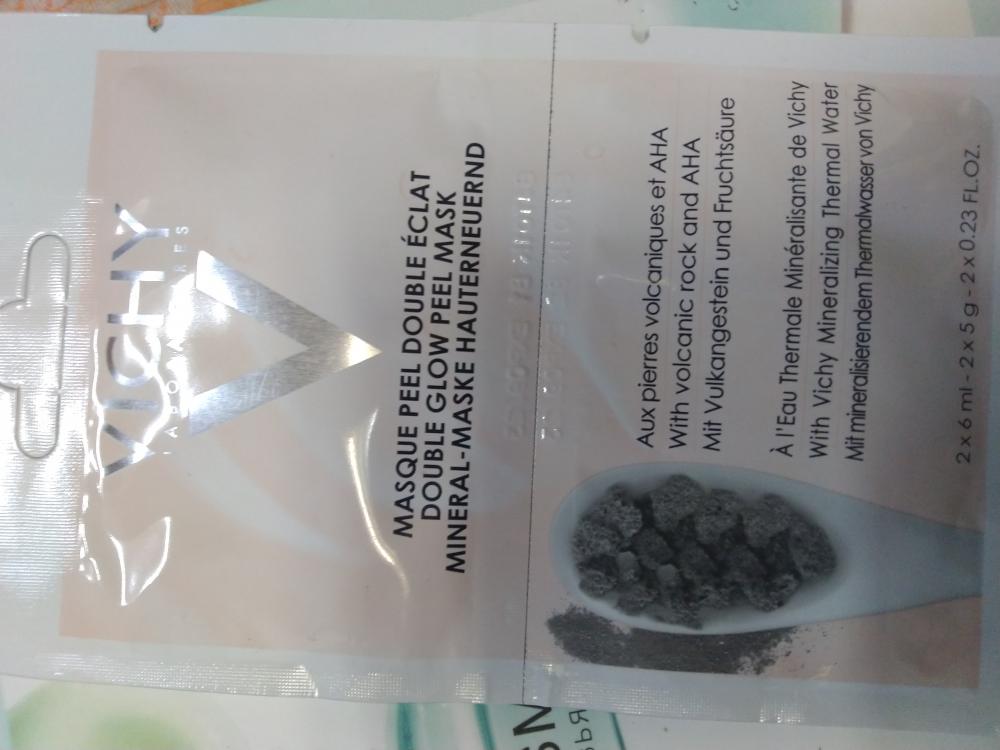 VICHY
LABORATOIRES
MASQUE PEEL DOUBLE ÉCLAT
DOUBLE GLOW PEEL MASK
MINERAL-MASKE HAUTERNEUERND
Aux pierres volcaniques et AHA
With volcanic rock and AHA
Mit Vulkangestein und Fruchtsäure
À l'Eau Thermale Minéralisante de Vichy
With Vichy Mineralizing Thermal Water
Mit mineralisierendem Thermalwasser von Vichy
2 x 6 ml - 2 x 5 g - 2 x 0.23 FL.OZ.